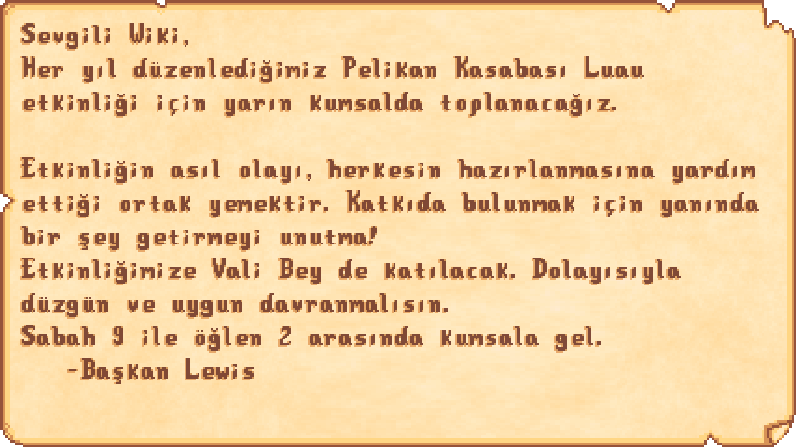 Sevgili Wiki,
Her yıl düzenlediğimiz Pelikan Kasabası Luau
etkinliği için yarın kumsalda toplanacağız.
Etkinliğin asıl olayı, herkesin hazırlanmasına yardım
ettiği ortak yemektir. Katkıda bulunmak için yanında
bir şey getirmeyi unutma!
Etkinliğimize Vali Bey de katılacak. Dolayısıyla
düzgün ve uygun davranmalısın.
Sabah 9 ile öğlen 2 arasında kumsala gel.
-Başkan Lewis